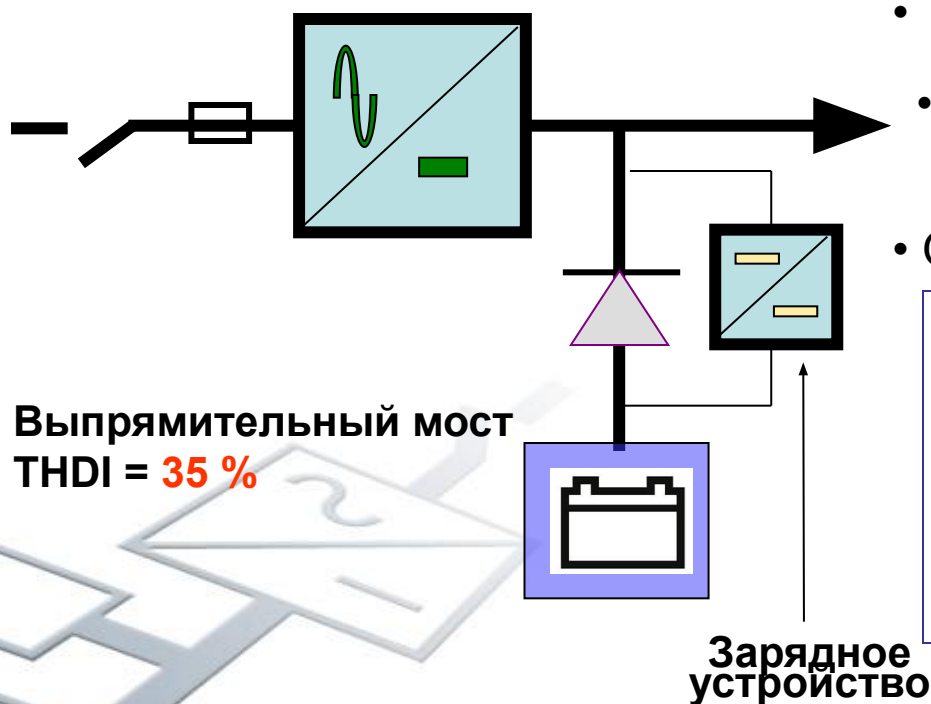 Выпрямительный мост
THDI = 35 %
Зарядное
устройство